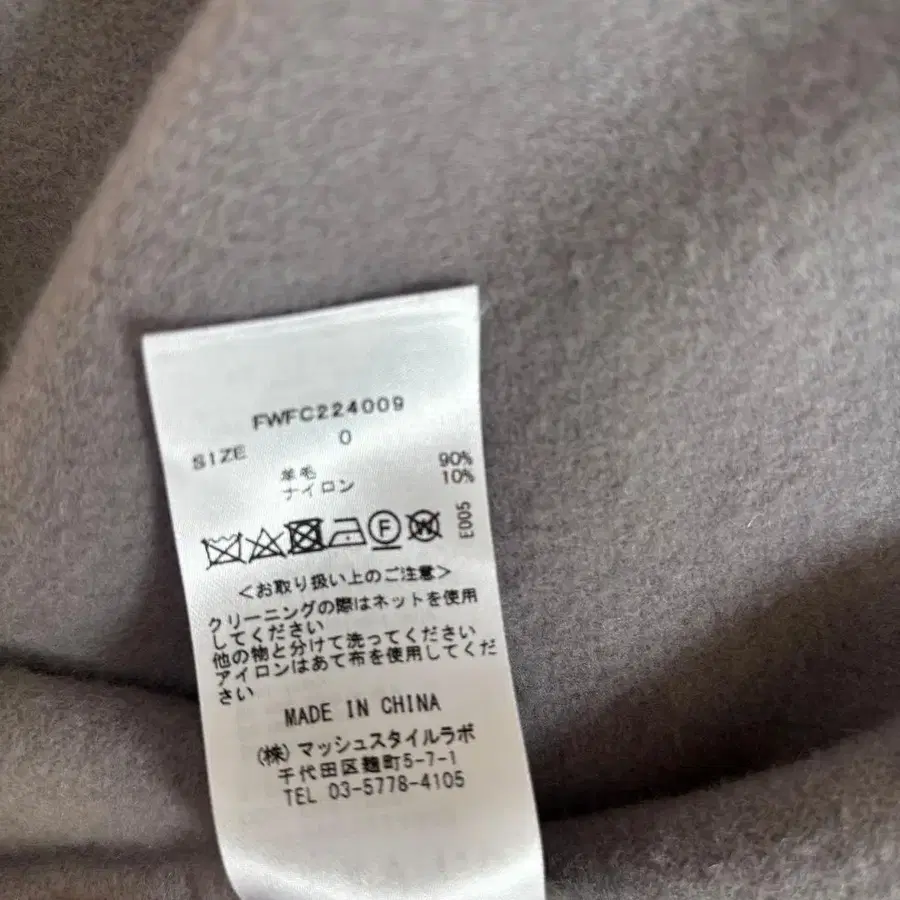 FWFC224009
SIZE 0
羊毛 90%
ナイロン 10%
F W E005
<お取り扱い上のご注意>
クリーニングの際はネットを使用
してください
他の物と分けて洗ってください
アイロンはあて布を使用してくだ
さい
MADE IN CHINA
(株)マッシュスタイルラボ
千代田区麹町5-7-1
TEL 03-5778-4105